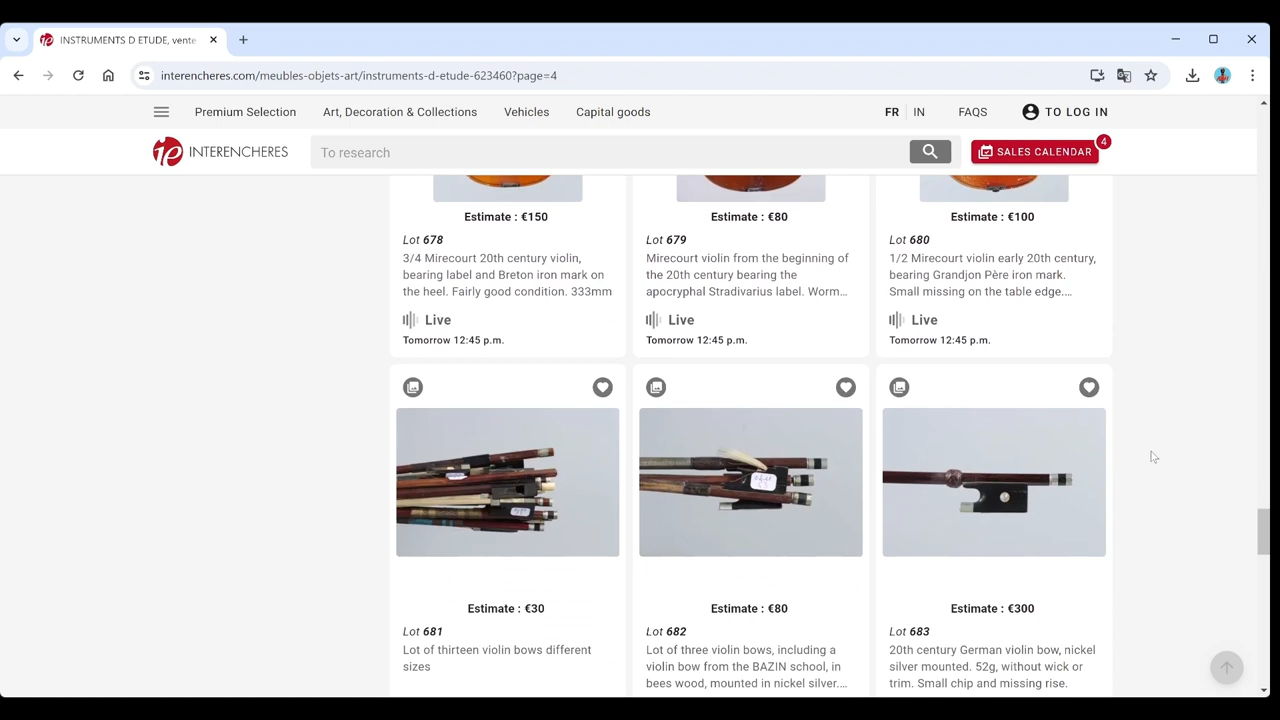 INSTRUMENTS D ETUDE, vente
interencheres.com/meubles-objets-art/instruments-d-etude-623460?page=4
Premium Selection Art, Decoration & Collections Vehicles Capital goods FR IN FAQS TO LOG IN
INTERENCHERES To research SALES CALENDAR 4
Estimate : €150 Estimate : €80 Estimate : €100
Lot 678 Lot 679 Lot 680
3/4 Mirecourt 20th century violin,
bearing label and Breton iron mark on
the heel. Fairly good condition. 333mm
Mirecourt violin from the beginning of
the 20th century bearing the
apocryphal Stradivarius label. Worm...
1/2 Mirecourt violin early 20th century,
bearing Grandjon Père iron mark.
Small missing on the table edge....
Live Live Live
Tomorrow 12:45 p.m. Tomorrow 12:45 p.m. Tomorrow 12:45 p.m.
Estimate : €30 Estimate : €80 Estimate : €300
Lot 681 Lot 682 Lot 683
Lot of thirteen violin bows different
sizes
Lot of three violin bows, including a
violin bow from the BAZIN school, in
bees wood, mounted in nickel silver....
20th century German violin bow, nickel
silver mounted. 52g, without wick or
trim. Small chip and missing rise.